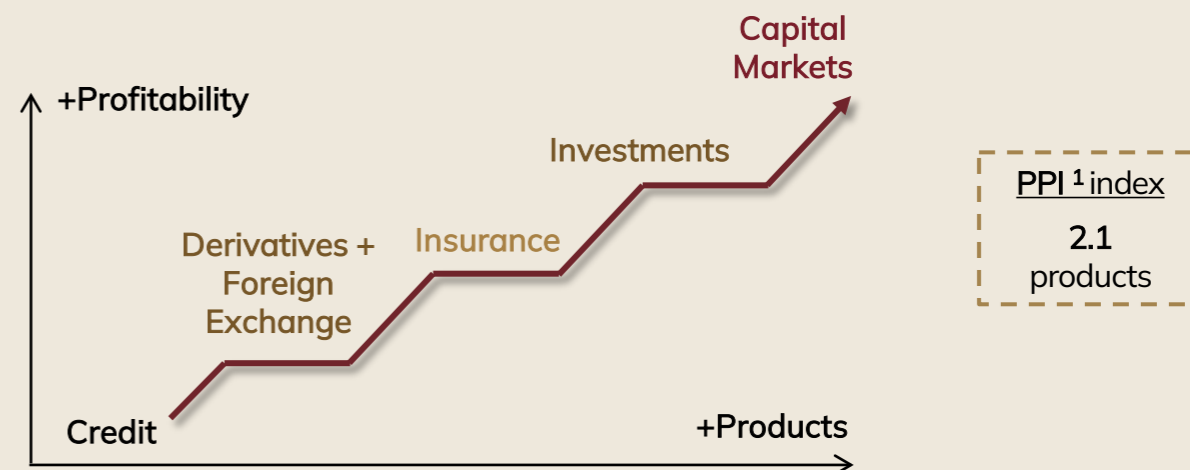 Capital
Markets
+Profitability
Investments
PPI ¹ index
Derivatives +
Foreign
Exchange
Insurance
2.1
products
Credit
+Products